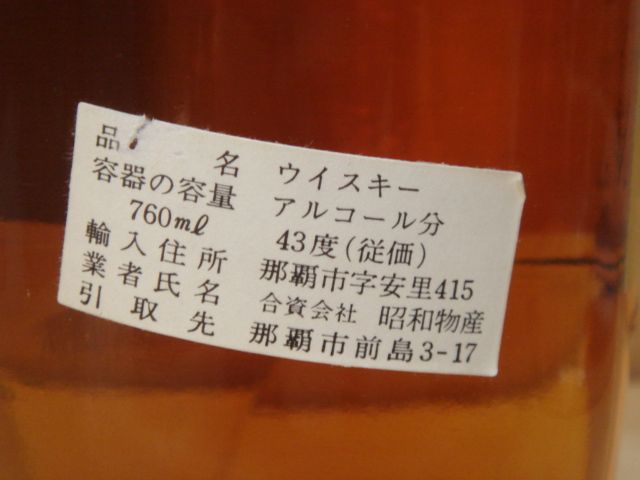 品名 ウイスキー
容器の容量 アルコール分
760ml 43度(従価)
輸入住所 那覇市字安里415
業者氏名 合資会社 昭和物産
引取先 那覇市前島3-17